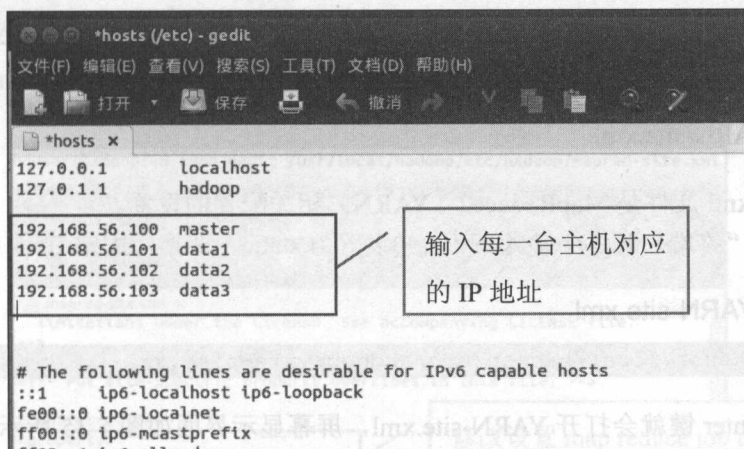 *hosts (/etc) - gedit
文件(F) 编辑(E) 查看(V) 搜索(S) 工具(T) 文档(D) 帮助(H)
打开 保存 撤消
*hosts ×
127.0.0.1 localhost
127.0.1.1 hadoop
192.168.56.100 master
192.168.56.101 data1
192.168.56.102 data2
192.168.56.103 data3
输入每一台主机对应
的 IP 地址
# The following lines are desirable for IPv6 capable hosts
::1 ip6-localhost ip6-loopback
fe00::0 ip6-localnet
ff00::0 ip6-mcastprefix